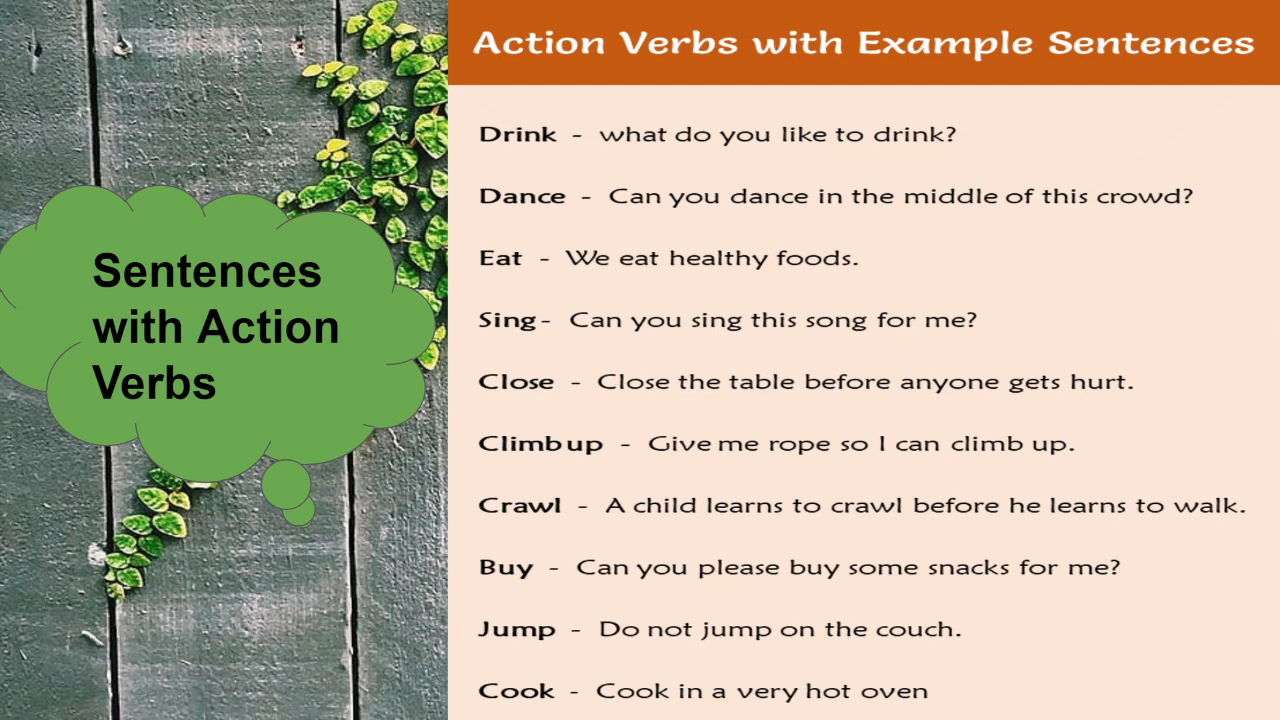 Sentences
with Action
Verbs
Action Verbs with Example Sentences
Drink - what do you like to drink?
Dance - Can you dance in the middle of this crowd?
Eat - We eat healthy foods.
Sing - Can you sing this song for me?
Close - Close the table before anyone gets hurt.
Climb up - Give me rope so I can climb up.
Crawl - A child learns to crawl before he learns to walk.
Buy - Can you please buy some snacks for me?
Jump - Do not jump on the couch.
Cook - Cook in a very hot oven